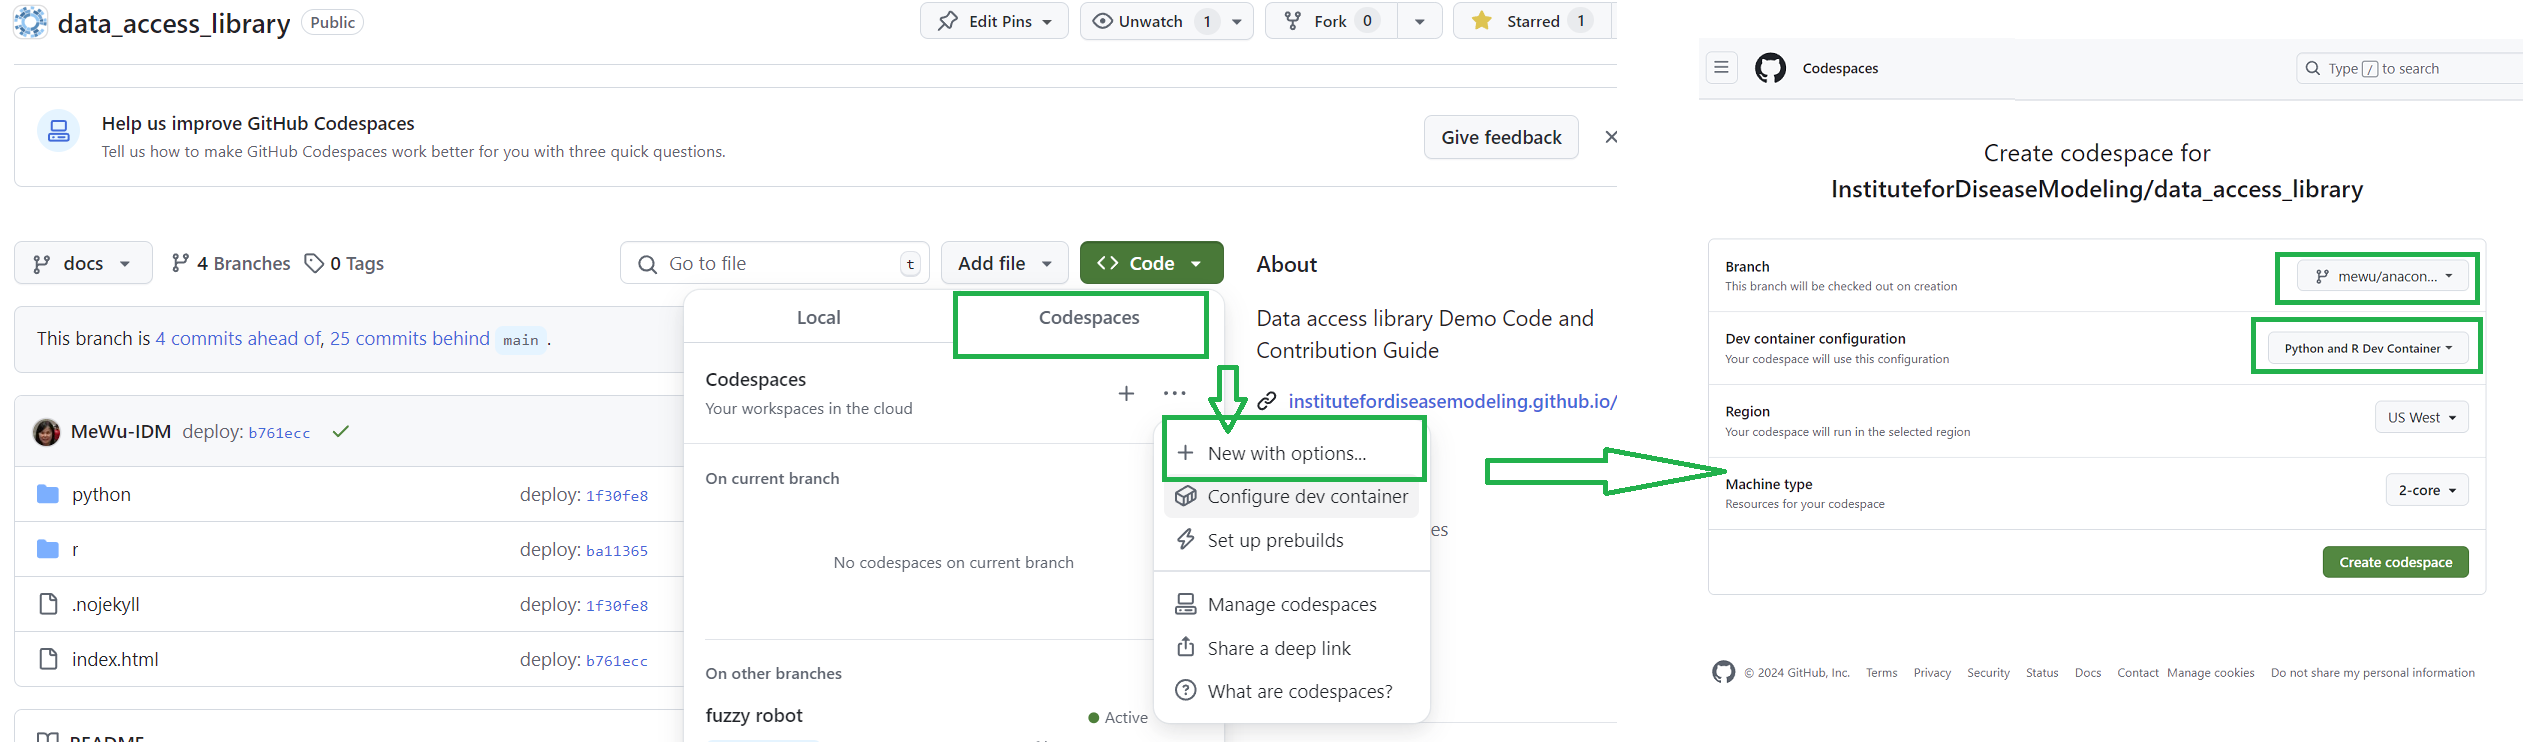 data_access_library Public
Edit Pins Unwatch 1 Fork 0 Starred 1
Help us improve GitHub Codespaces
Tell us how to make GitHub Codespaces work better for you with three quick questions.
Give feedback
docs 4 Branches 0 Tags
Go to file t
Add file
Code
This branch is 4 commits ahead of, 25 commits behind main .
MeWu-IDM deploy: b761ecc
python deploy: 1f30fe8
r deploy: ba11365
.nojekyll deploy: 1f30fe8
index.html deploy: b761ecc
README
Local Codespaces
Codespaces
Your workspaces in the cloud
On current branch
No codespaces on current branch
On other branches
fuzzy robot Active
New with options...
Configure dev container
Set up prebuilds
Manage codespaces
Share a deep link
What are codespaces?
About
Data access library Demo Code and
Contribution Guide
institutefordiseasemodeling.github.io/
es
Codespaces
Type / to search
Create codespace for
InstituteforDiseaseModeling/data_access_library
Branch
This branch will be checked out on creation
mewu/anacon...
Dev container configuration
Your codespace will use this configuration
Python and R Dev Container
Region
Your codespace will run in the selected region
US West
Machine type
Resources for your codespace
2-core
Create codespace
© 2024 GitHub, Inc. Terms Privacy Security Status Docs Contact Manage cookies Do not share my personal information